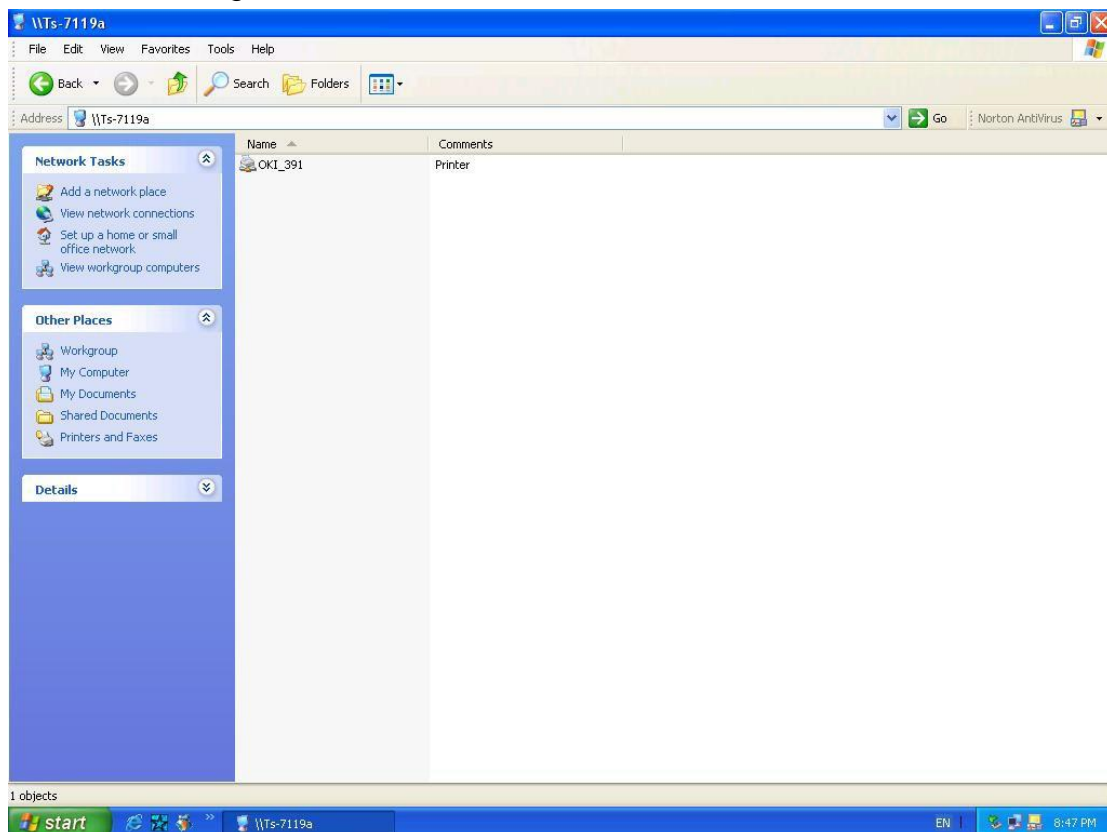 \\Ts-7119a
File Edit View Favorites Tools Help
Back Search Folders
Address \\Ts-7119a Go Norton AntiVirus
Name Comments
OKI_391 Printer
Network Tasks
Add a network place
View network connections
Set up a home or small
office network
View workgroup computers
Other Places
Workgroup
My Computer
My Documents
Shared Documents
Printers and Faxes
Details
1 objects
start \\Ts-7119a EN 8:47 PM